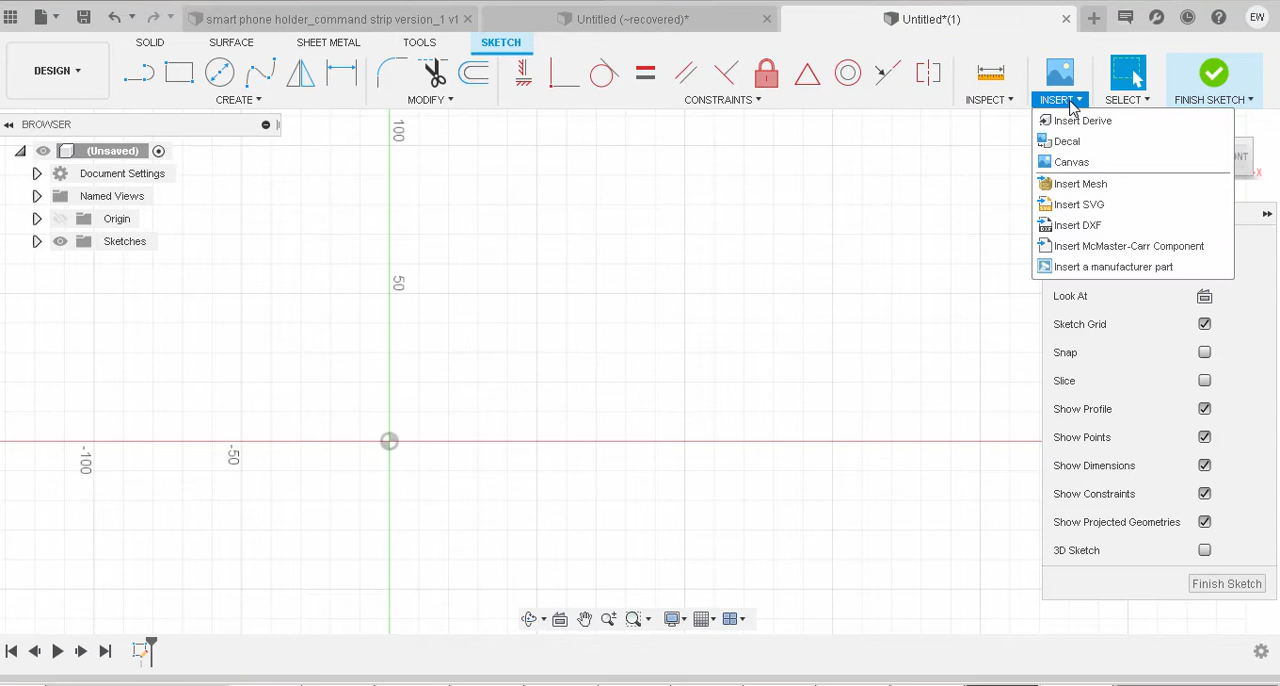 smart phone holder_command strip version_1 v1
Untitled (~recovered)*
Untitled*(1)
EW
DESIGN
SOLID
SURFACE
SHEET METAL
TOOLS
SKETCH
CREATE
MODIFY
CONSTRAINTS
INSPECT
INSERT
SELECT
FINISH SKETCH
BROWSER
(Unsaved)
Document Settings
Named Views
Origin
Sketches
100
50
-50
-100
Insert Derive
Decal
Canvas
Insert Mesh
Insert SVG
Insert DXF
Insert McMaster-Carr Component
Insert a manufacturer part
Look At
Sketch Grid
Snap
Slice
Show Profile
Show Points
Show Dimensions
Show Constraints
Show Projected Geometries
3D Sketch
Finish Sketch